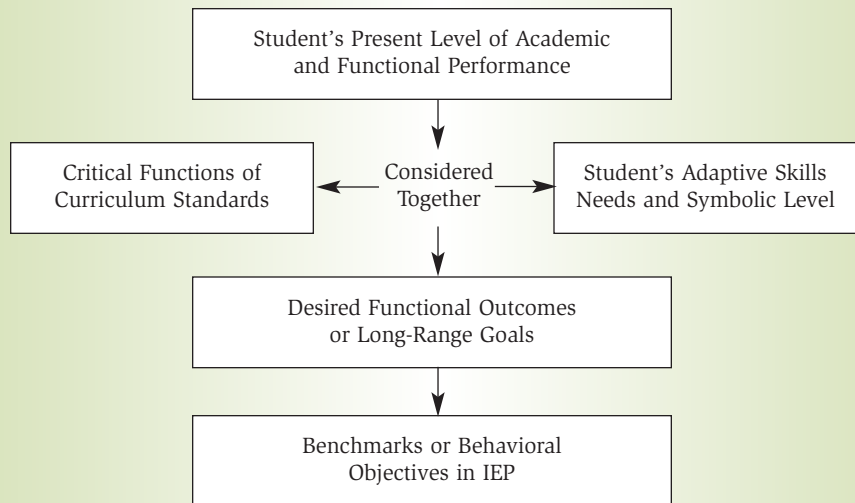 Student’s Present Level of Academic
and Functional Performance
Critical Functions of
Curriculum Standards
Considered
Together
Student’s Adaptive Skills
Needs and Symbolic Level
Desired Functional Outcomes
or Long-Range Goals
Benchmarks or Behavioral
Objectives in IEP